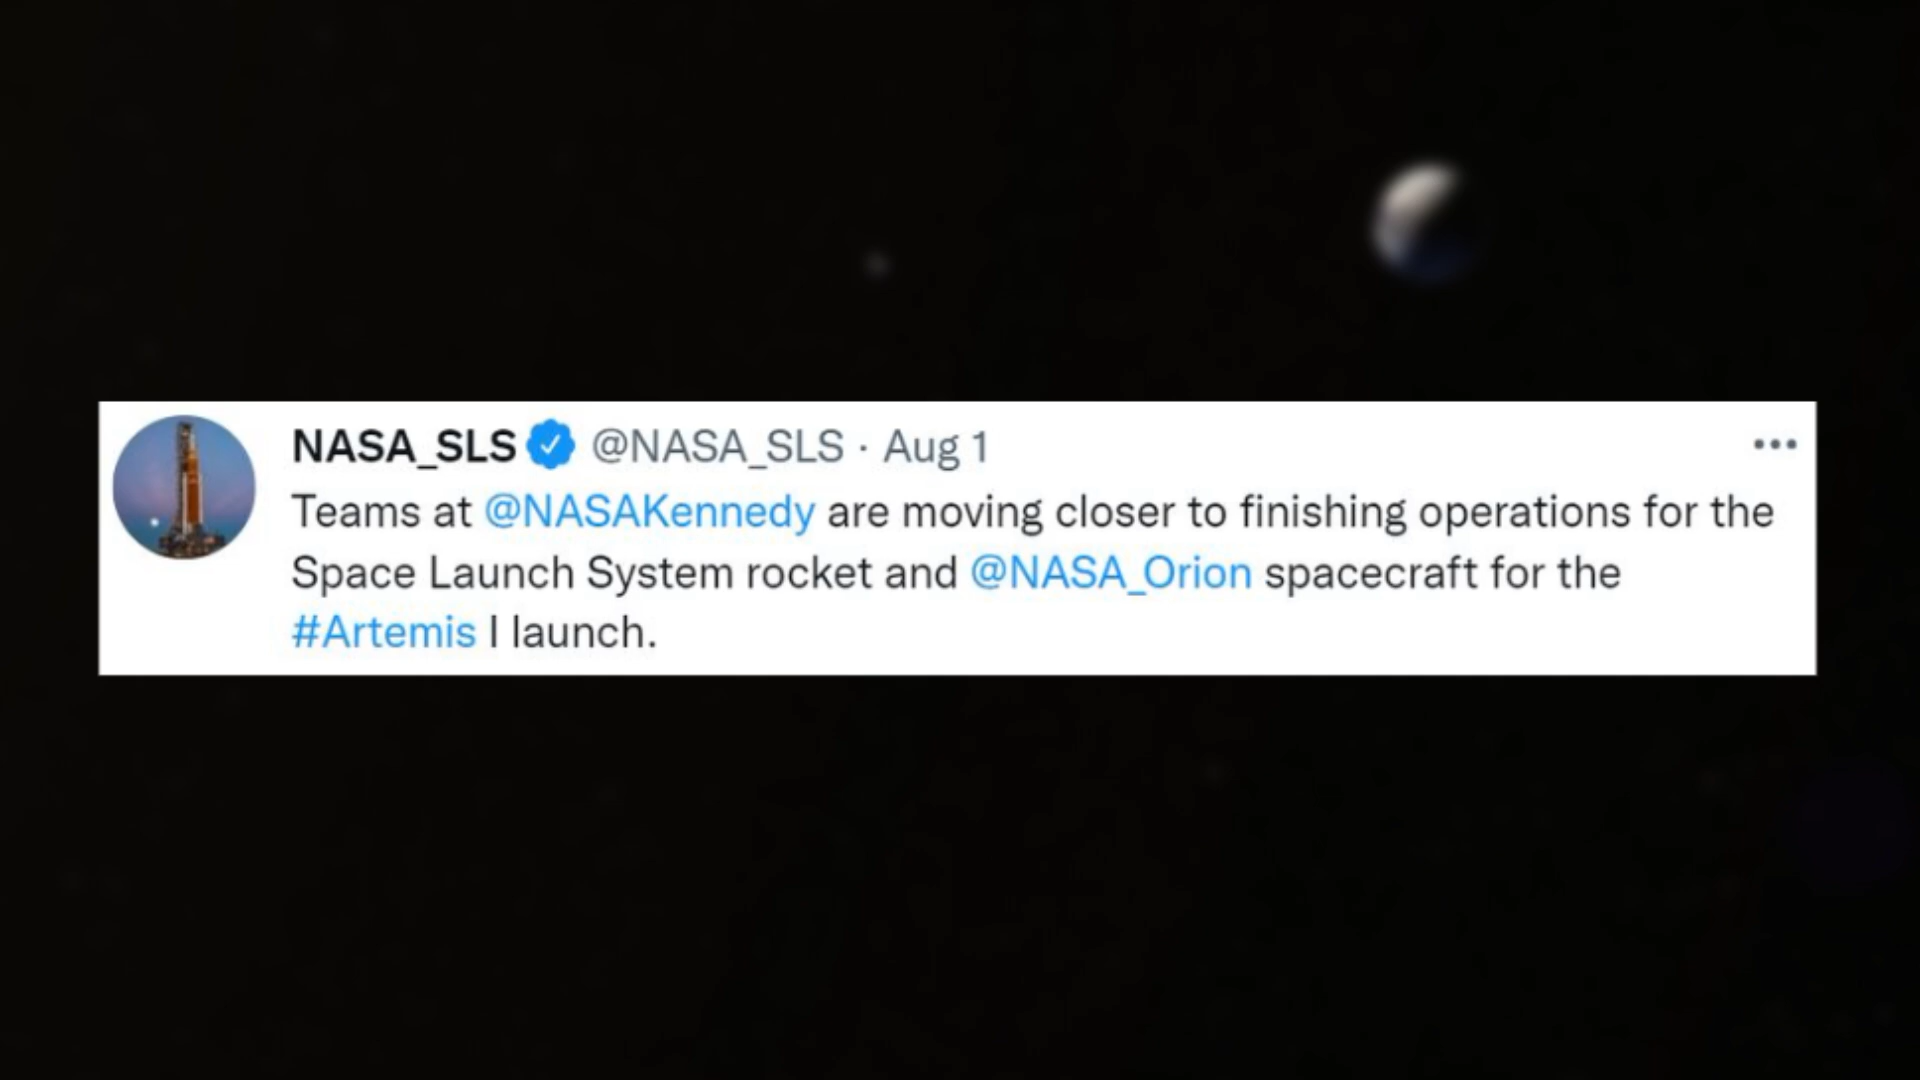 NASA_SLS @NASA_SLS · Aug 1
Teams at @NASAKennedy are moving closer to finishing operations for the
Space Launch System rocket and @NASA_Orion spacecraft for the
#Artemis I launch.